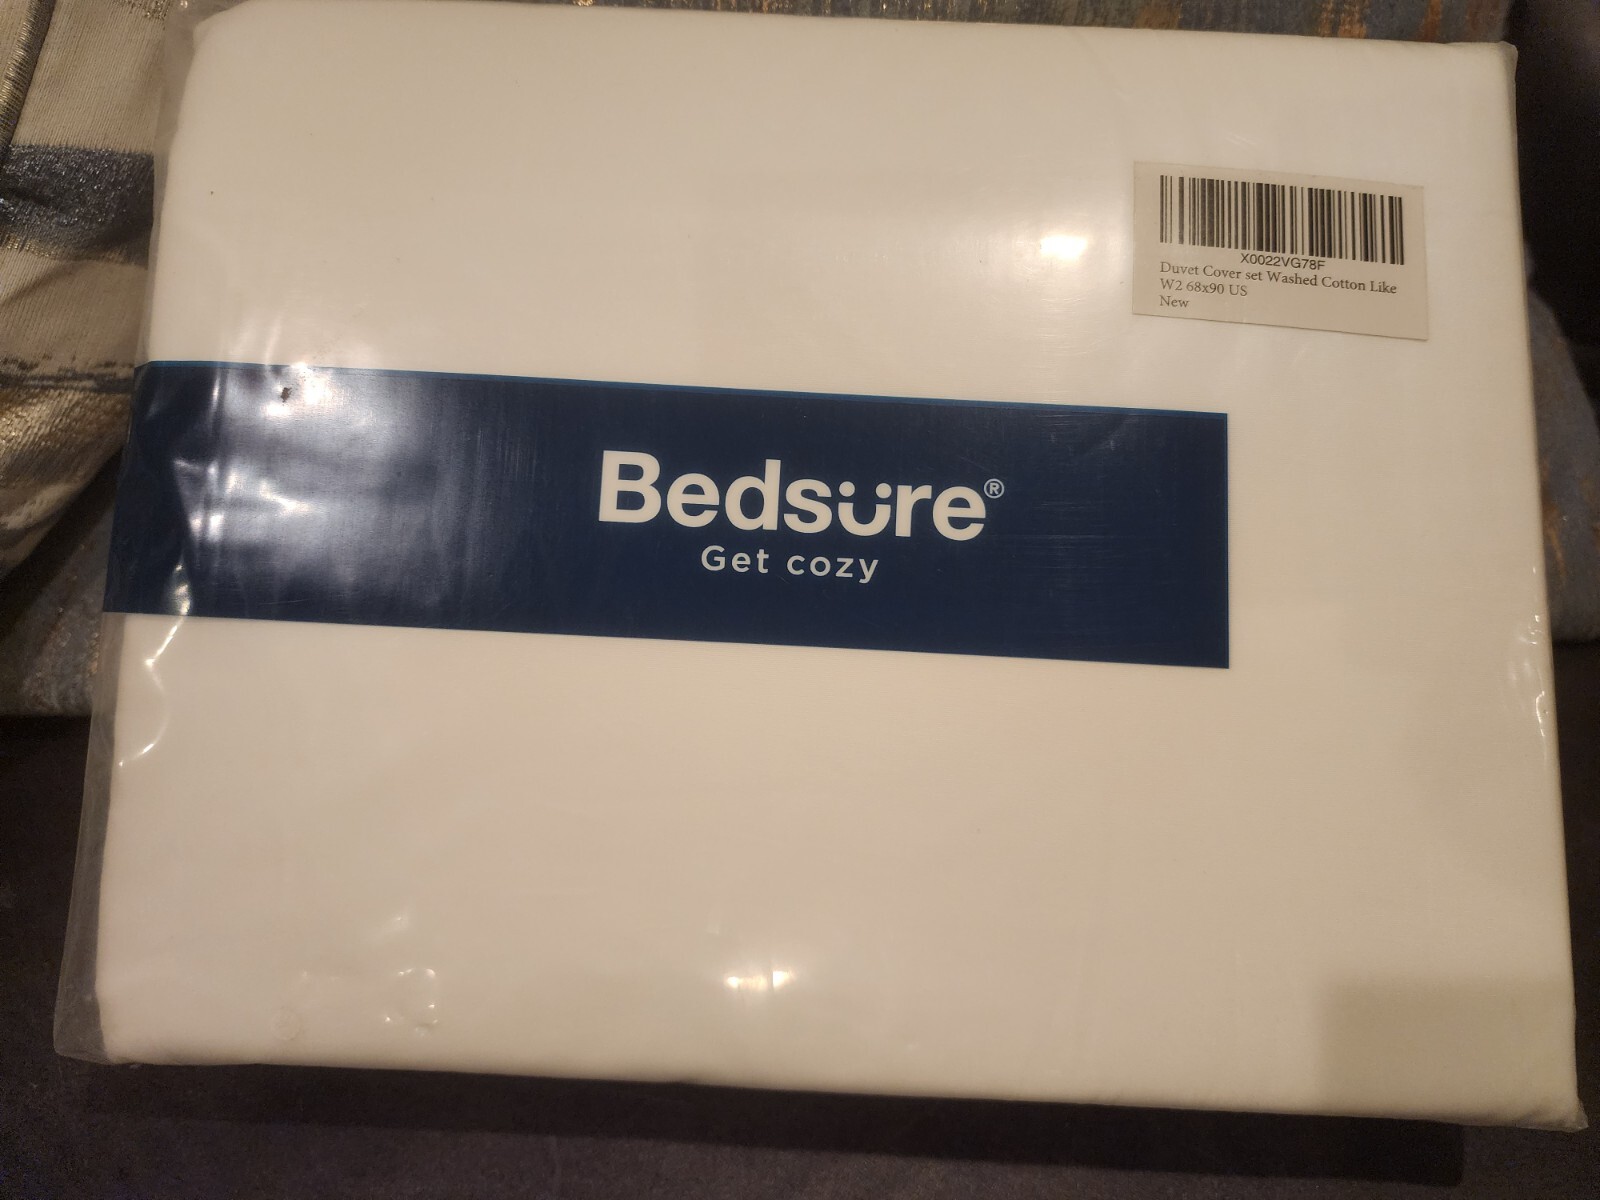 X0022VG78F
Duvet Cover set Washed Cotton Like
W2 68x90 US
New
Bedsure®
Get cozy